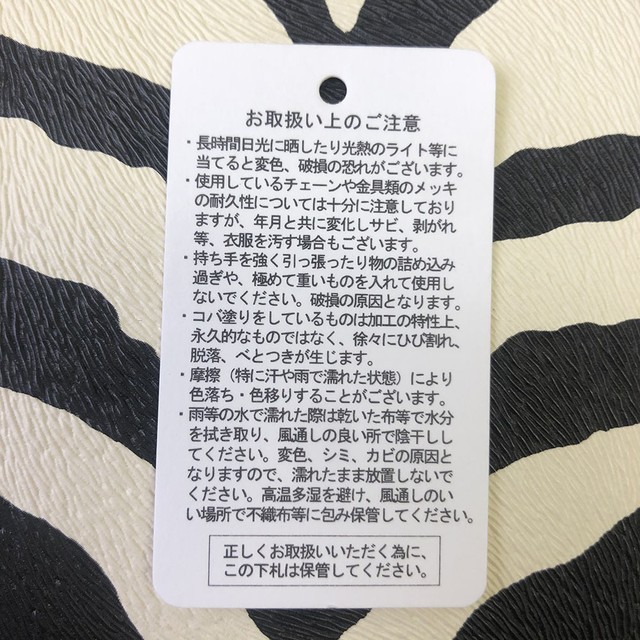 お取扱い上のご注意
・長時間日光に晒したり光熱のライト等に
当てると変色、破損の恐れがございます。
・使用しているチェーンや金具類のメッキ
の耐久性については十分に注意しており
ますが、年月と共に変化しサビ、剥がれ
等、衣服を汚す場合もございます。
・持ち手を強く引っ張ったり物の詰め込み
過ぎや、極めて重いものを入れて使用し
ないでください。破損の原因となります。
・コバ塗りをしているものは加工の特性上、
永久的なものではなく、徐々にひび割れ、
脱落、べとつきが生じます。
・摩擦（特に汗や雨で濡れた状態）により
色落ち・色移りすることがございます。
・雨等の水で濡れた際は乾いた布等で水分
を拭き取り、風通しの良い所で陰干しし
てください。変色、シミ、カビの原因と
なりますので、濡れたまま放置しないで
ください。高温多湿を避け、風通しのい
い場所で不織布等に包み保管してください。
正しくお取扱いいただく為に、
この下札は保管してください。